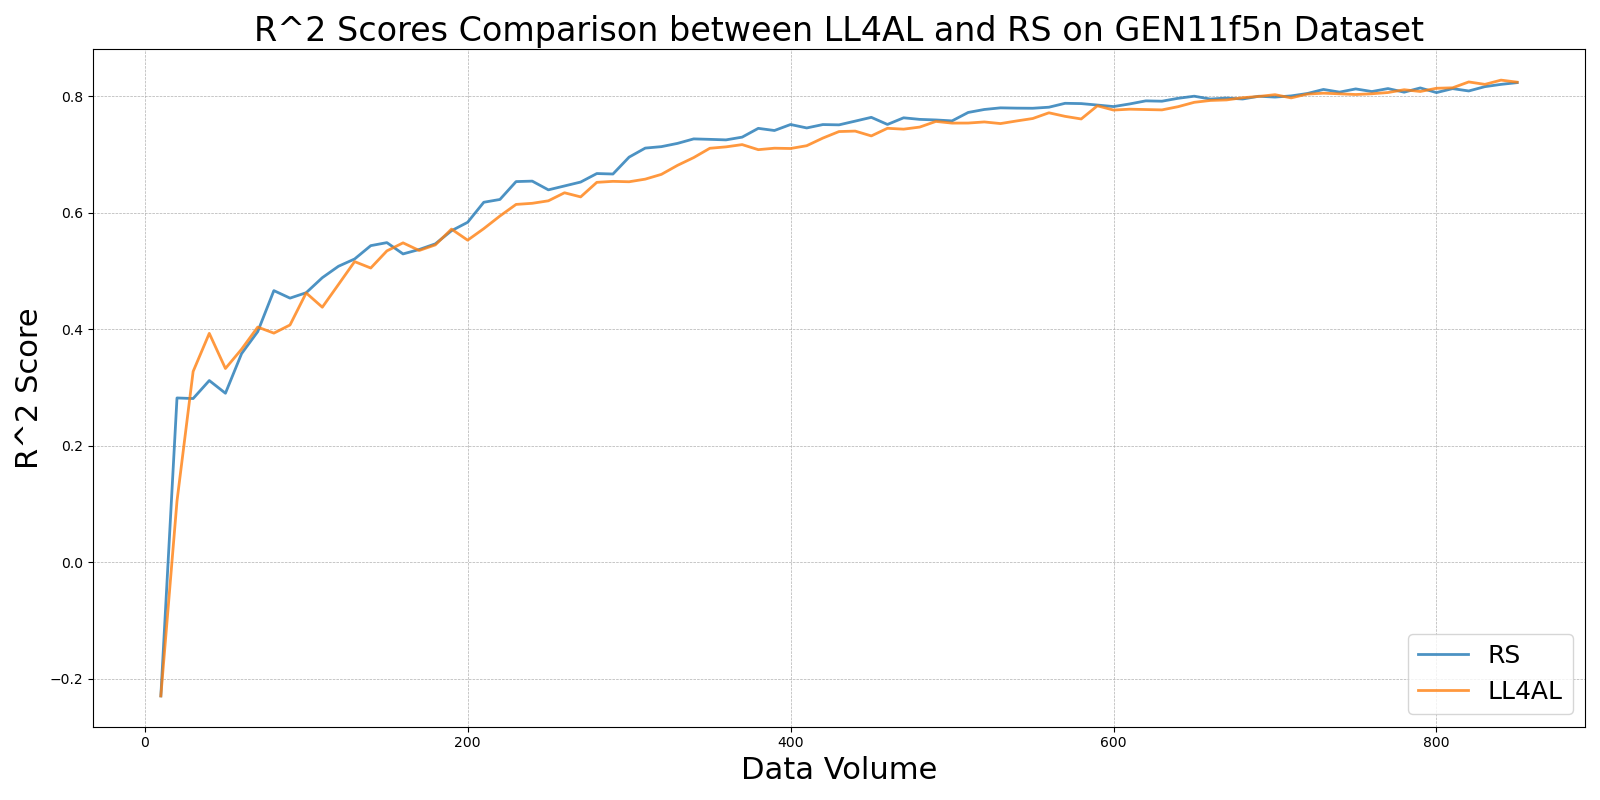 R^2 Scores Comparison between LL4AL and RS on GEN11f5n Dataset
R^2 Score
0.8
0.6
0.4
0.2
0.0
−0.2
0
200
400
600
800
Data Volume
RS
LL4AL